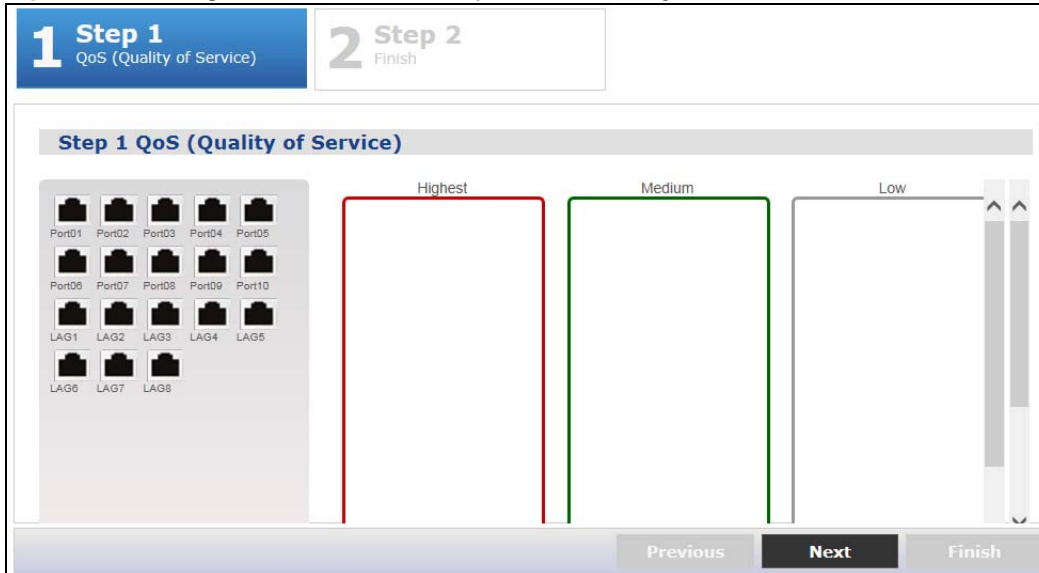 1 Step 1
QoS (Quality of Service)
2 Step 2
Finish
Step 1 QoS (Quality of Service)
Highest
Medium
Low
Port01 Port02 Port03 Port04 Port05
Port06 Port07 Port08 Port09 Port10
LAG1 LAG2 LAG3 LAG4 LAG5
LAG6 LAG7 LAG8
Previous
Next
Finish